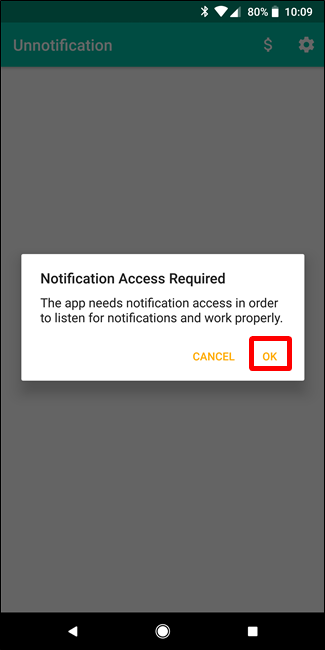 80% 10:09
Unnotification $
Notification Access Required
The app needs notification access in order
to listen for notifications and work properly.
CANCEL OK